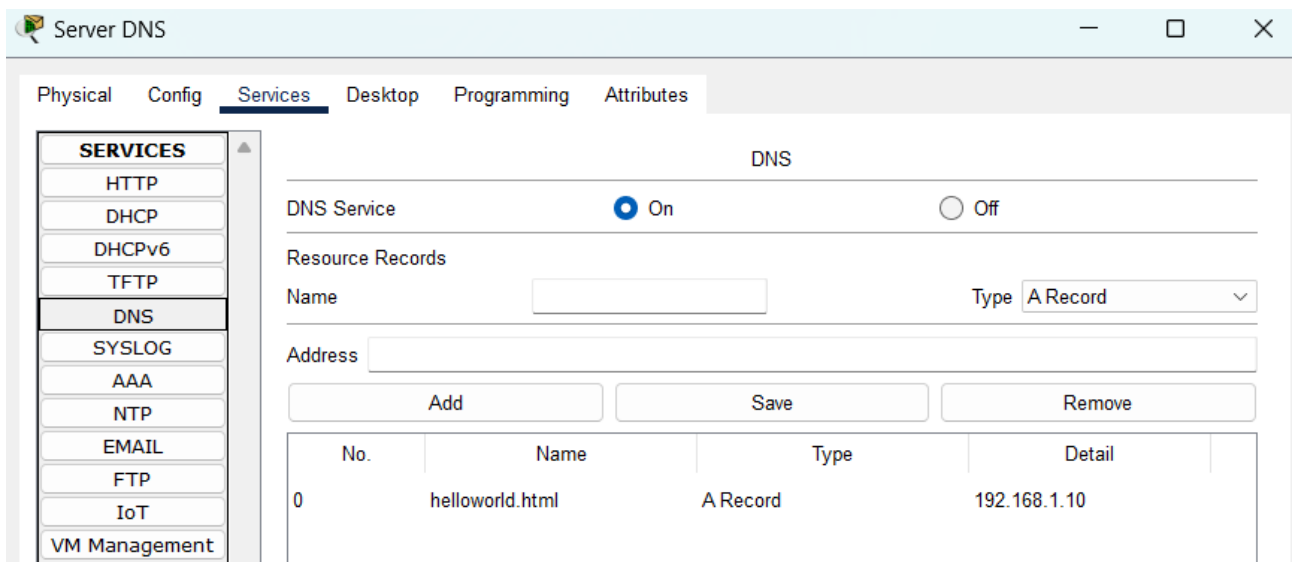 Server DNS
Physical Config Services Desktop Programming Attributes
SERVICES
HTTP
DHCP
DHCPv6
TFTP
DNS
SYSLOG
AAA
NTP
EMAIL
FTP
IoT
VM Management
DNS
DNS Service On Off
Resource Records
Name Type A Record
Address
Add Save Remove
No. Name Type Detail
0 helloworld.html A Record 192.168.1.10